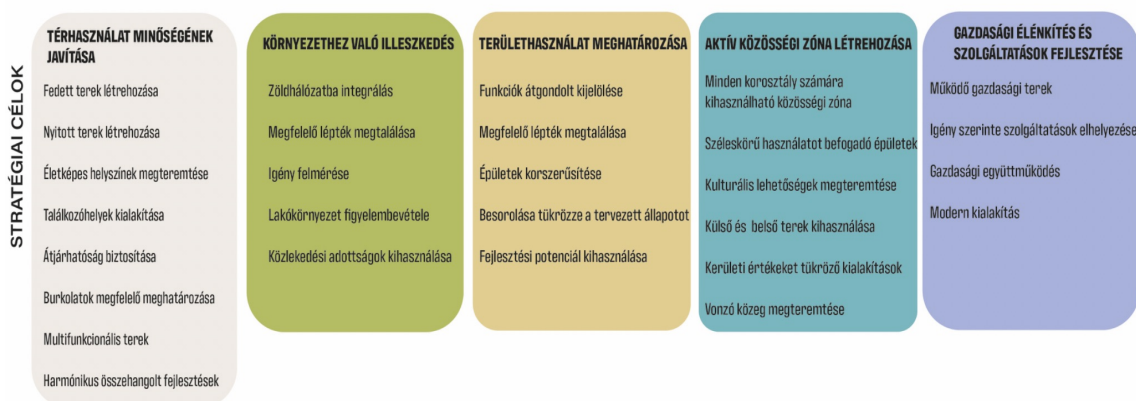 STRATÉGIAI CÉLOK
TÉRHASZNÁLAT MINŐSÉGÉNEK
JAVÍTÁSA
Fedett terek létrehozása
Nyitott terek létrehozása
Életképes helyszínek megteremtése
Találkozóhelyek kialakítása
Átjárhatóság biztosítása
Burkolatok megfelelő meghatározása
Multifunkcionális terek
Harmónikus összehangolt fejlesztések
KÖRNYEZETHEZ VALÓ ILLESZKEDÉS
Zöldhálózatba integrálás
Megfelelő lépték megtalálása
Igény felmérése
Lakókörnyezet figyelembevétele
Közlekedési adottságok kihasználása
TERÜLETHASZNÁLAT MEGHATÁROZÁSA
Funkciók átgondolt kijelölése
Megfelelő lépték megtalálása
Épületek korszerűsítése
Besorolása tükrözze a tervezett állapotot
Fejlesztési potenciál kihasználása
AKTÍV KÖZÖSSÉGI ZÓNA LÉTREHOZÁSA
Minden korosztály számára
kihasználható közösségi zóna
Széleskörű használatot befogadó épületek
Kulturális lehetőségek megteremtése
Külső és belső terek kihasználása
Kerületi értékeket tükröző kialakítások
Vonzó közeg megteremtése
GAZDASÁGI ÉLÉNKÍTÉS ÉS
SZOLGÁLTATÁSOK FEJLESZTÉSE
Működő gazdasági terek
Igény szerinte szolgáltatások elhelyezése
Gazdasági együttműködés
Modern kialakítás